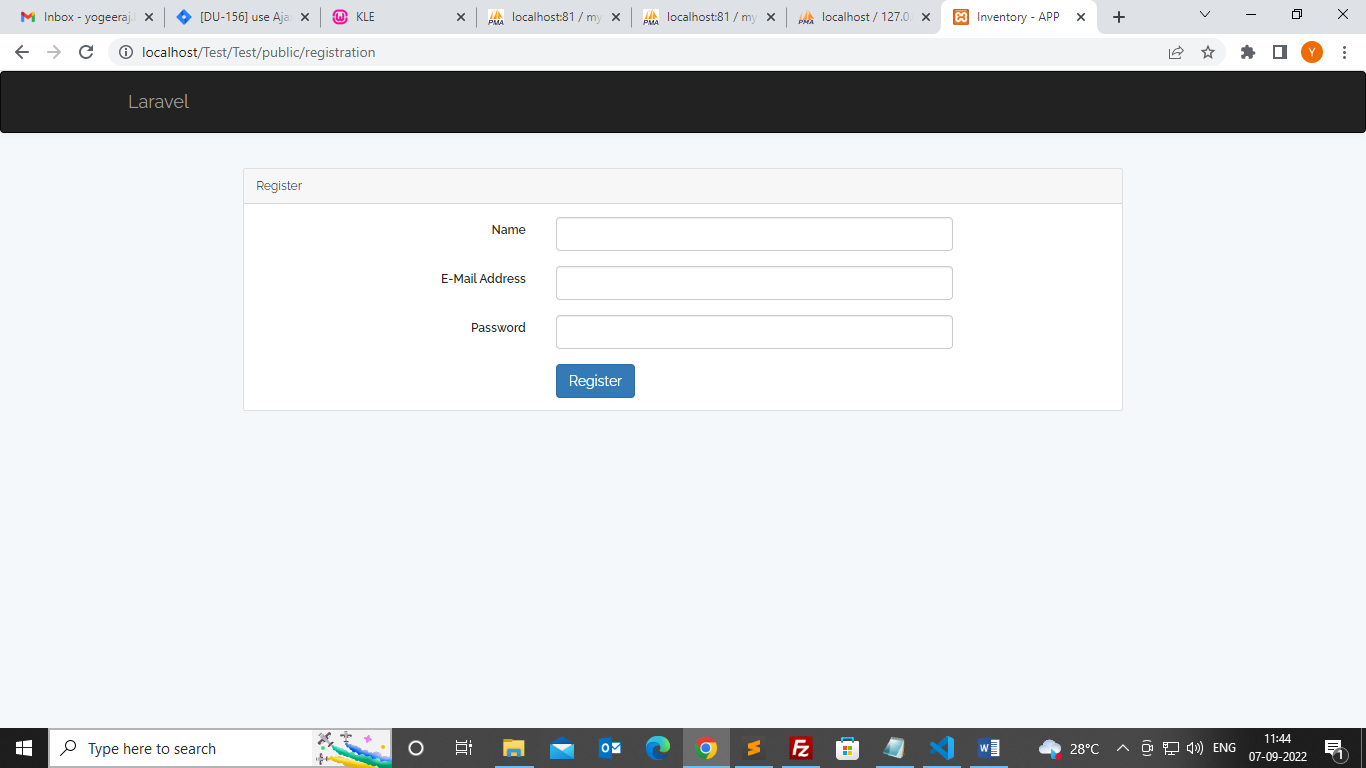 Inbox - yogeeraj.
[DU-156] use Aja
KLE
localhost:81 / my
localhost:81 / my
localhost / 127.0.
Inventory - APP
localhost/Test/Test/public/registration
Y
Laravel
Register
Name
E-Mail Address
Password
Register
Type here to search
28°C
ENG
11:44
07-09-2022
1